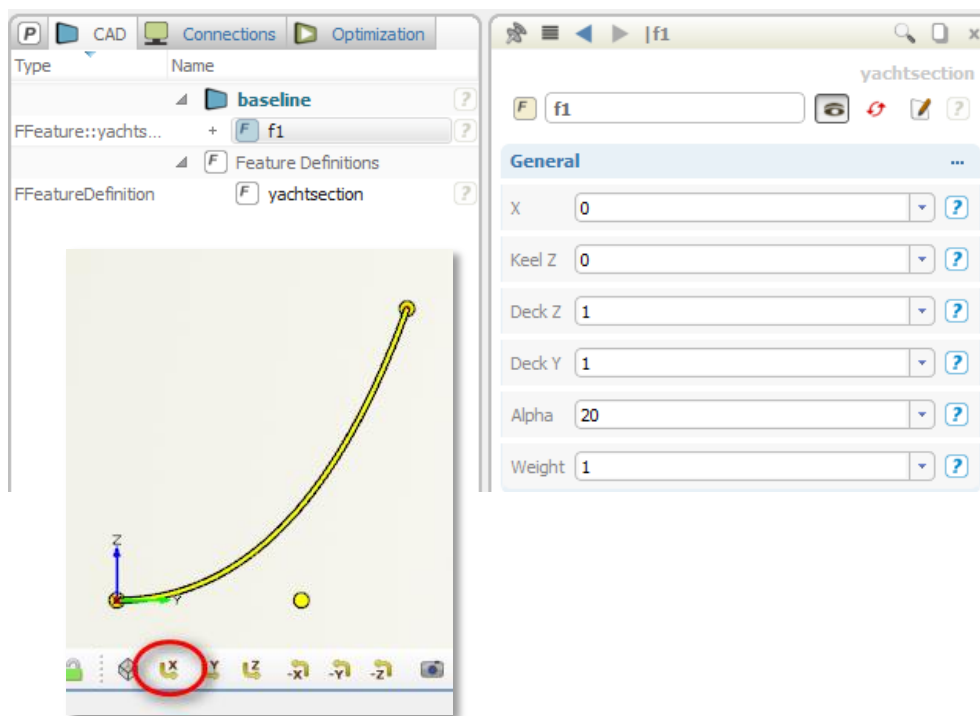 P CAD Connections Optimization
Type Name
baseline ?
FFeature::yachts... + F f1 ?
F Feature Definitions
FFeatureDefinition F yachtsection ?
Z
Y
X Y Z -X -Y -Z
|f1 x
yachtsection
F f1 ?
General ...
X 0 ?
Keel Z 0 ?
Deck Z 1 ?
Deck Y 1 ?
Alpha 20 ?
Weight 1 ?